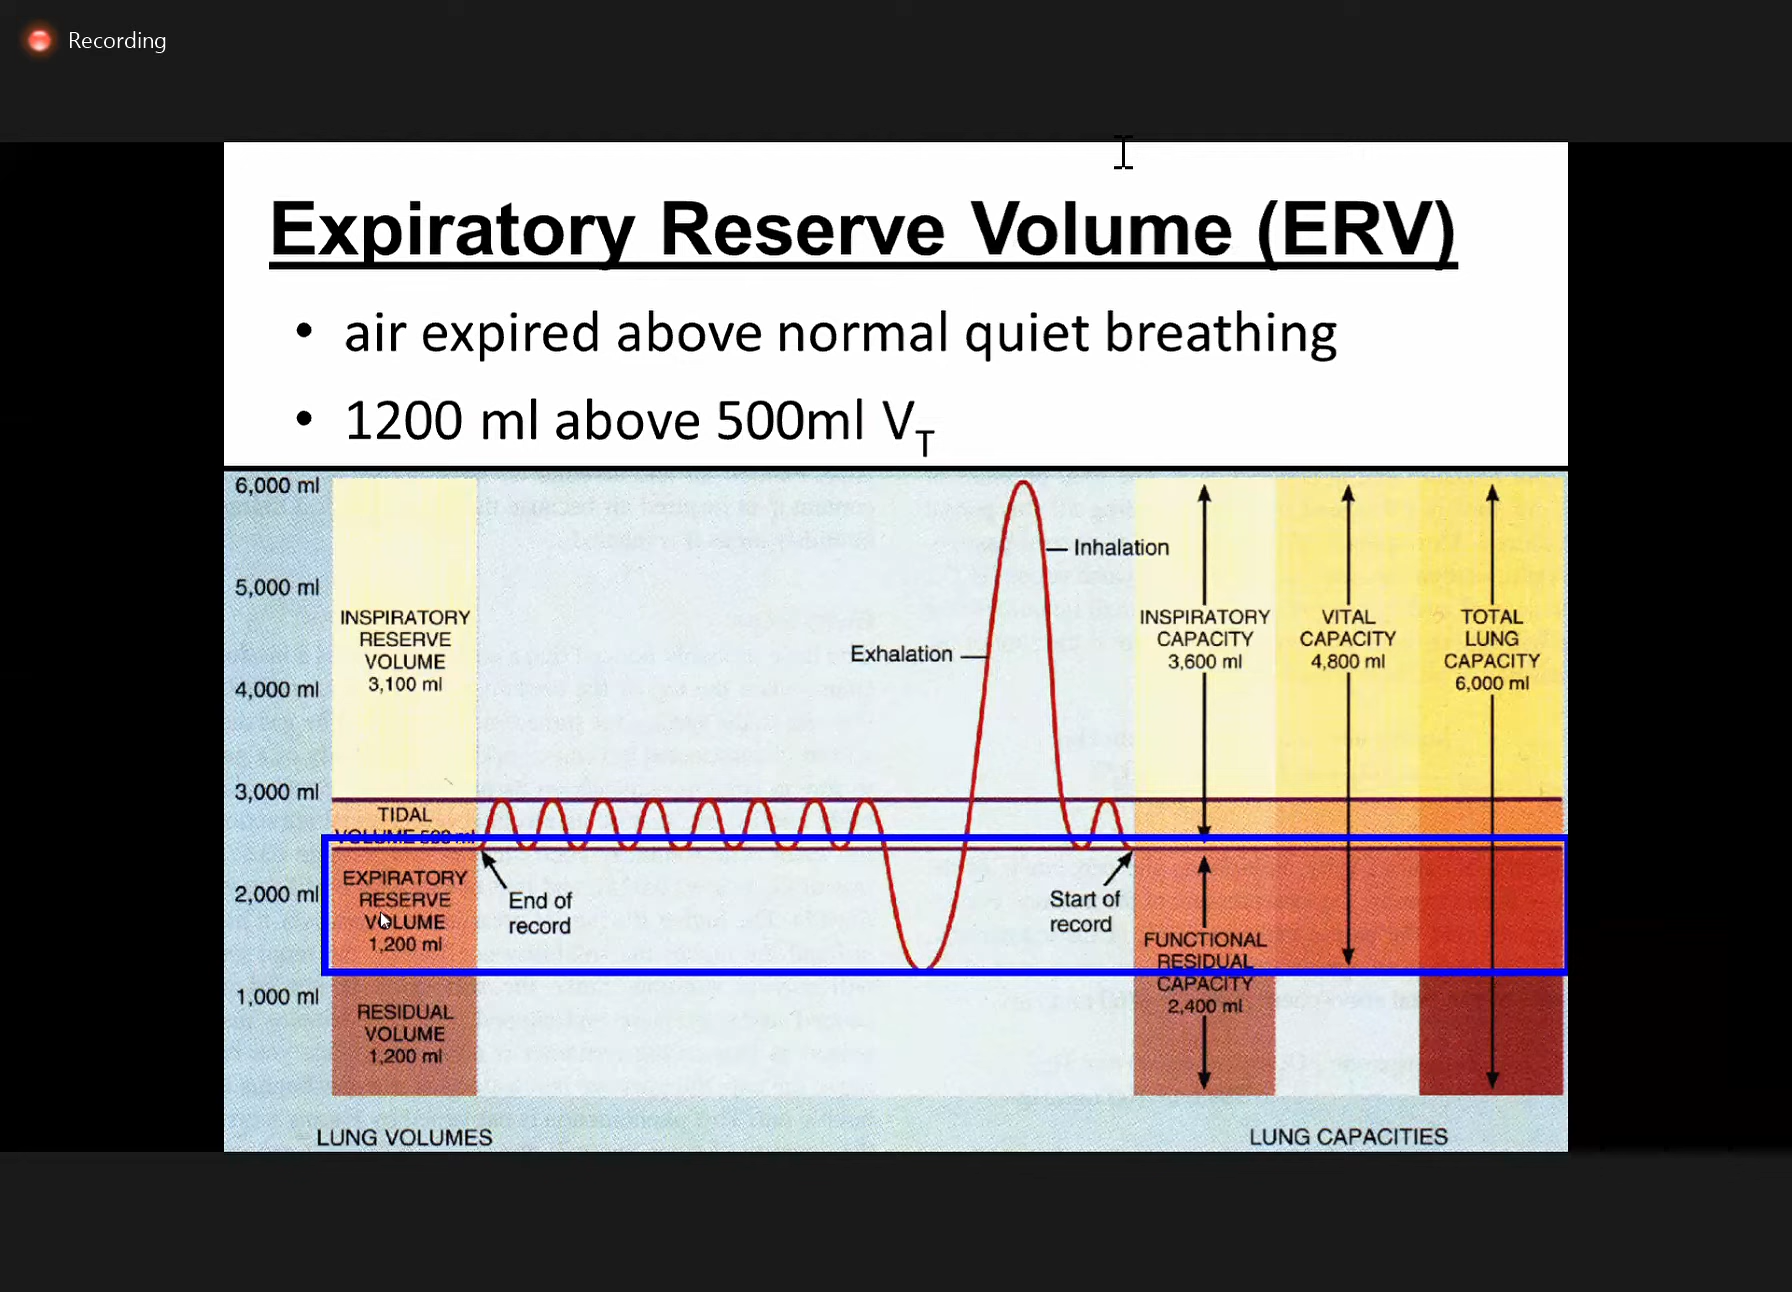 Recording
Expiratory Reserve Volume (ERV)
• air expired above normal quiet breathing
• 1200 ml above 500ml VT
6,000 ml
5,000 ml
4,000 ml
3,000 ml
2,000 ml
1,000 ml
INSPIRATORY
RESERVE
VOLUME
3,100 ml
TIDAL
VOLUME 500 ml
EXPIRATORY
RESERVE
VOLUME
1,200 ml
RESIDUAL
VOLUME
1,200 ml
LUNG VOLUMES
End of
record
Exhalation
Inhalation
Start of
record
INSPIRATORY
CAPACITY
3,600 ml
FUNCTIONAL
RESIDUAL
CAPACITY
2,400 ml
VITAL
CAPACITY
4,800 ml
TOTAL
LUNG
CAPACITY
6,000 ml
LUNG CAPACITIES